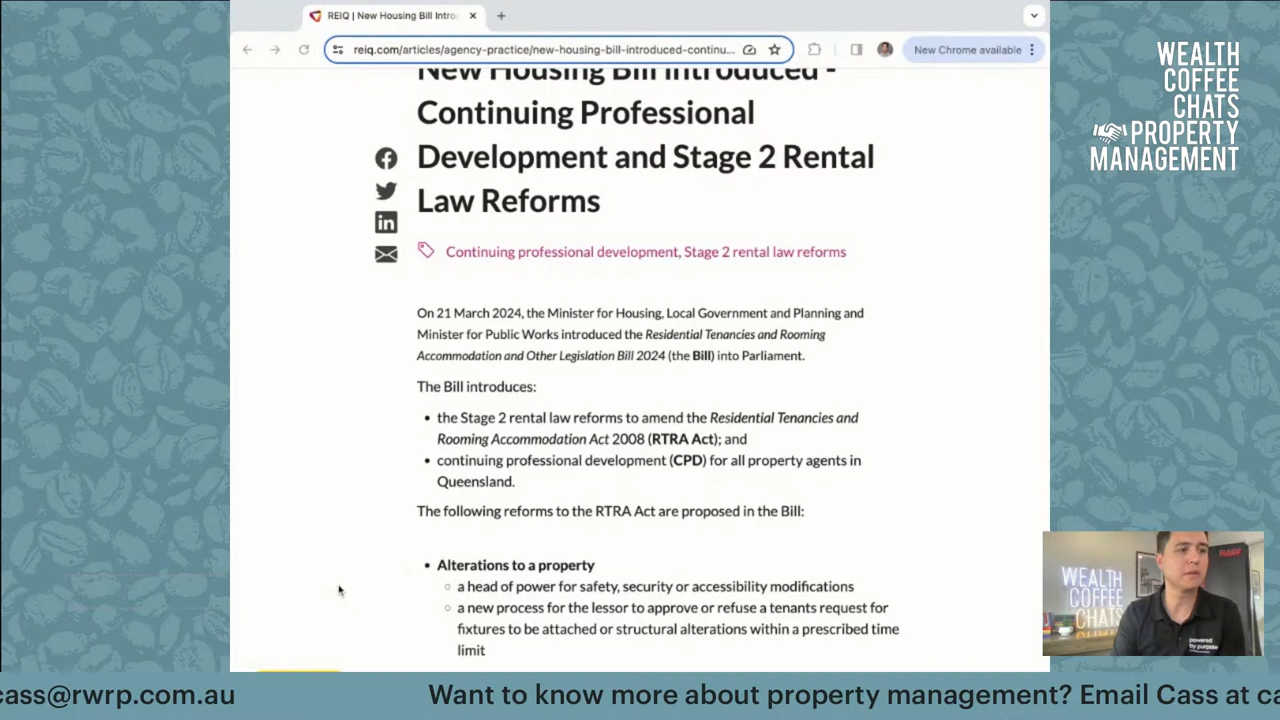 REIQ | New Housing Bill Intro
New Chrome available
reiq.com/articles/agency-practice/new-housing-bill-introduced-continu...
WEALTH
COFFEE
CHATS
PROPERTY
MANAGEMENT
New Housing Bill Introduced -
Continuing Professional
Development and Stage 2 Rental
Law Reforms
Continuing professional development, Stage 2 rental law reforms
On 21 March 2024, the Minister for Housing, Local Government and Planning and
Minister for Public Works introduced the Residential Tenancies and Rooming
Accommodation and Other Legislation Bill 2024 (the Bill) into Parliament.
The Bill introduces:
• the Stage 2 rental law reforms to amend the Residential Tenancies and
Rooming Accommodation Act 2008 (RTRA Act); and
• continuing professional development (CPD) for all property agents in
Queensland.
The following reforms to the RTRA Act are proposed in the Bill:
• Alterations to a property
○ a head of power for safety, security or accessibility modifications
○ a new process for the lessor to approve or refuse a tenants request for
fixtures to be attached or structural alterations within a prescribed time
limit
RAW
WEALTH
COFFEE
CHATS
powered
by purpose
cass@rwrp.com.au
Want to know more about property management? Email Cass at ca